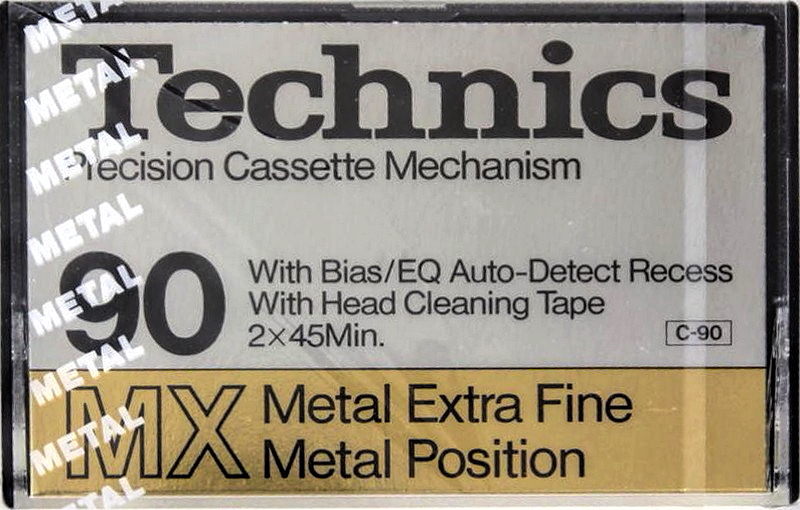 Technics
Precision Cassette Mechanism
90
With Bias/EQ Auto-Detect Recess
With Head Cleaning Tape
2×45Min.
C-90
MX
Metal Extra Fine
Metal Position
METAL
METAL
METAL
METAL
METAL
METAL
METAL
METAL